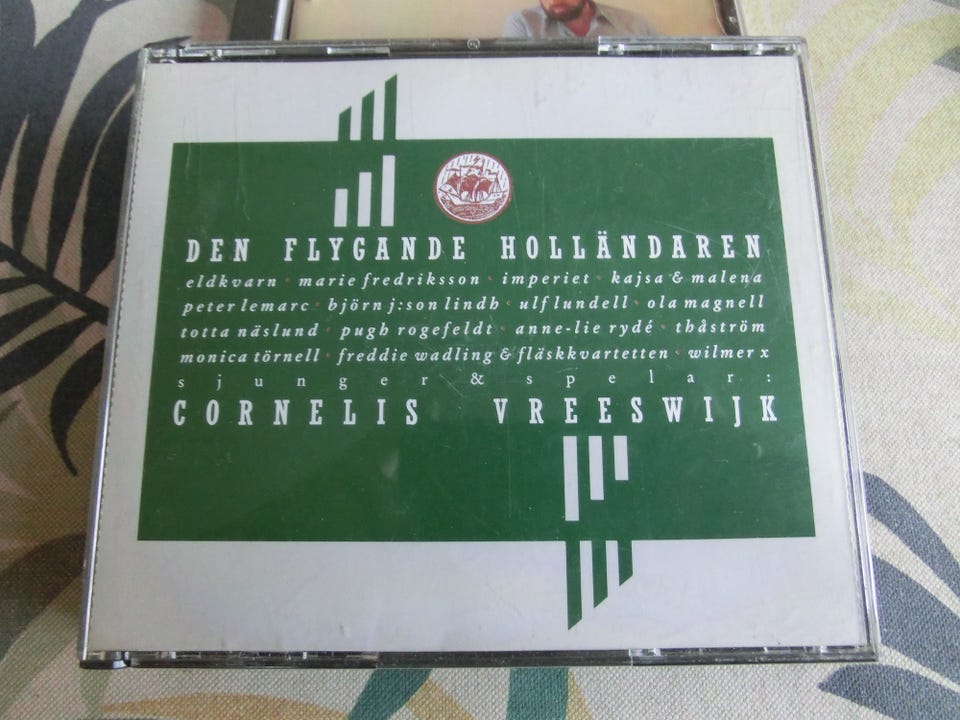 DEN FLYGANDE HOLLÄNDAREN
eldkvarn · marie fredriksson · imperiet · kajsa & malena
peter lemarc · björn j:son lindh · ulf lundell · ola magnell
totta näslund · pugh rogefeldt · anne-lie rydé · thåström
monica törnell · freddie wadling & fläskkvartetten · wilmer x
sjunger & spelar:
CORNELIS VREESWIJK